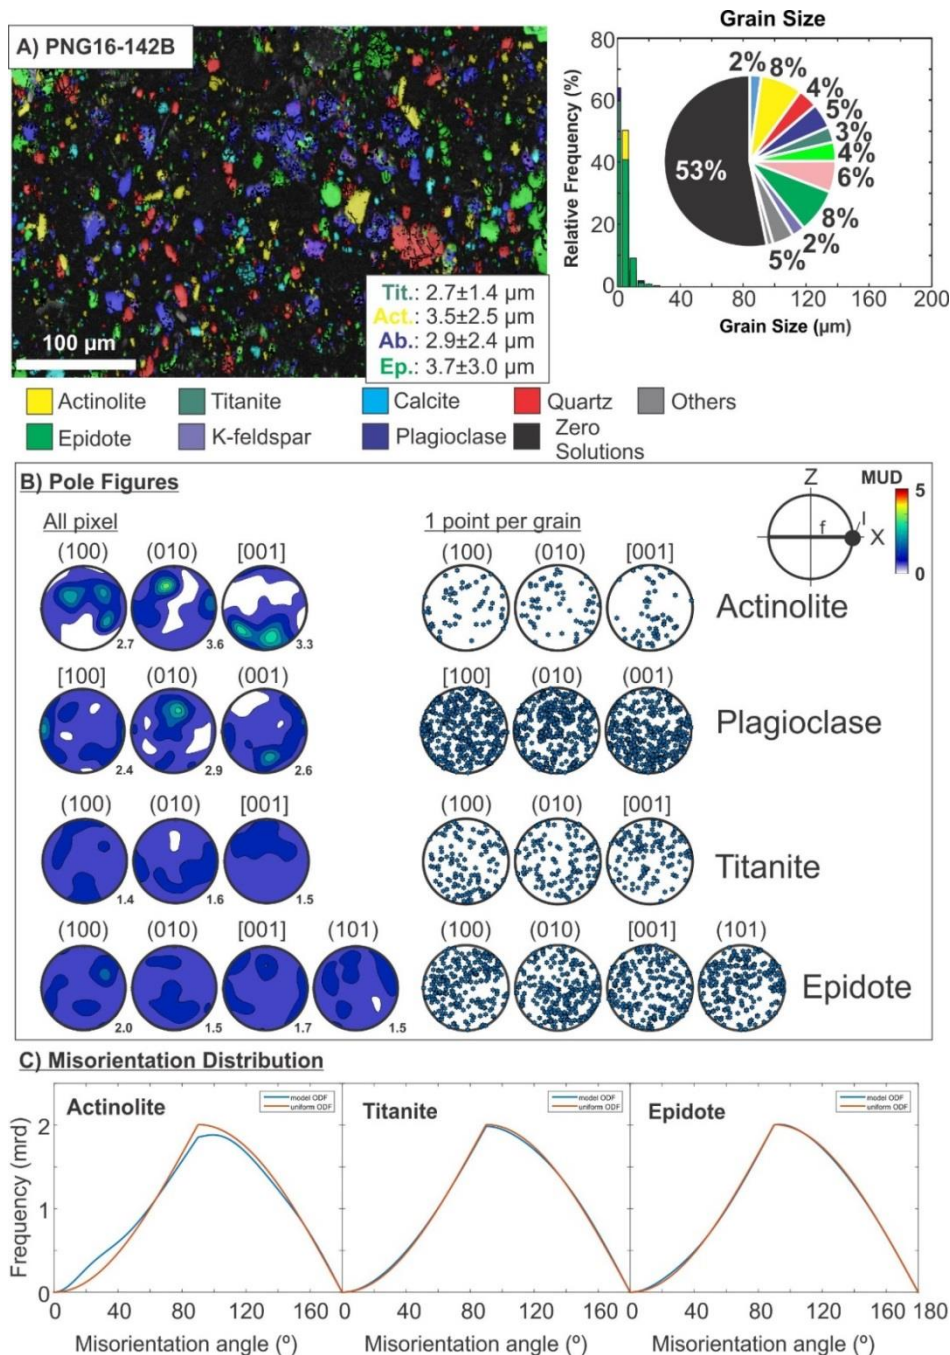 A) PNG16-142B
Tit.: 2.7±1.4 µm
Act.: 3.5±2.5 µm
Ab.: 2.9±2.4 µm
Ep.: 3.7±3.0 µm
100 µm
Grain Size
Relative Frequency (%)
80
60
40
20
0
2% 8% 4% 5% 3% 4% 6% 8% 2% 5% 53%
0 40 80 120 160 200
Grain Size (µm)
Actinolite Titanite Calcite Quartz Others
Epidote K-feldspar Plagioclase Zero
Solutions
B) Pole Figures
Z
f
l
X
MUD
5
0
All pixel 1 point per grain
(100) (010) [001] (100) (010) [001]
Actinolite
2.7 3.6 3.3
[100] (010) (001) [100] (010) (001)
Plagioclase
2.4 2.9 2.6
(100) (010) [001] (100) (010) [001]
Titanite
1.4 1.6 1.5
(100) (010) [001] (101) (100) (010) [001] (101)
Epidote
2.0 1.5 1.7 1.5
C) Misorientation Distribution
Frequency (mrd)
2
1
0
Actinolite
model ODF
uniform ODF
Titanite
model ODF
uniform ODF
Epidote
model ODF
uniform ODF
0 40 80 120 160 0 40 80 120 160 0 40 80 120 160 180
Misorientation angle (º) Misorientation angle (º) Misorientation angle (º)